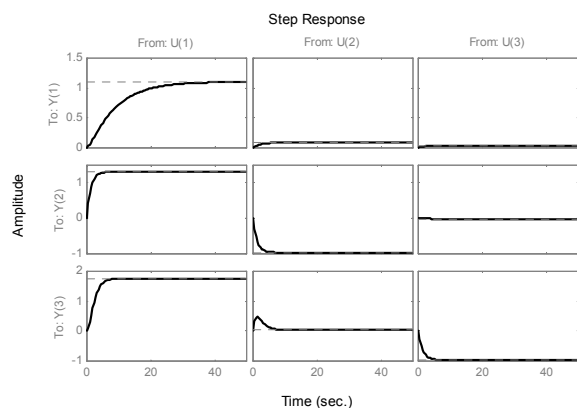 Step Response
From: U(1) From: U(2) From: U(3)
1.5
1
0.5
0
To: Y(1)
1
0
-1
To: Y(2)
2
1
0
-1
To: Y(3)
Amplitude
0 20 40 0 20 40 0 20 40
Time (sec.)